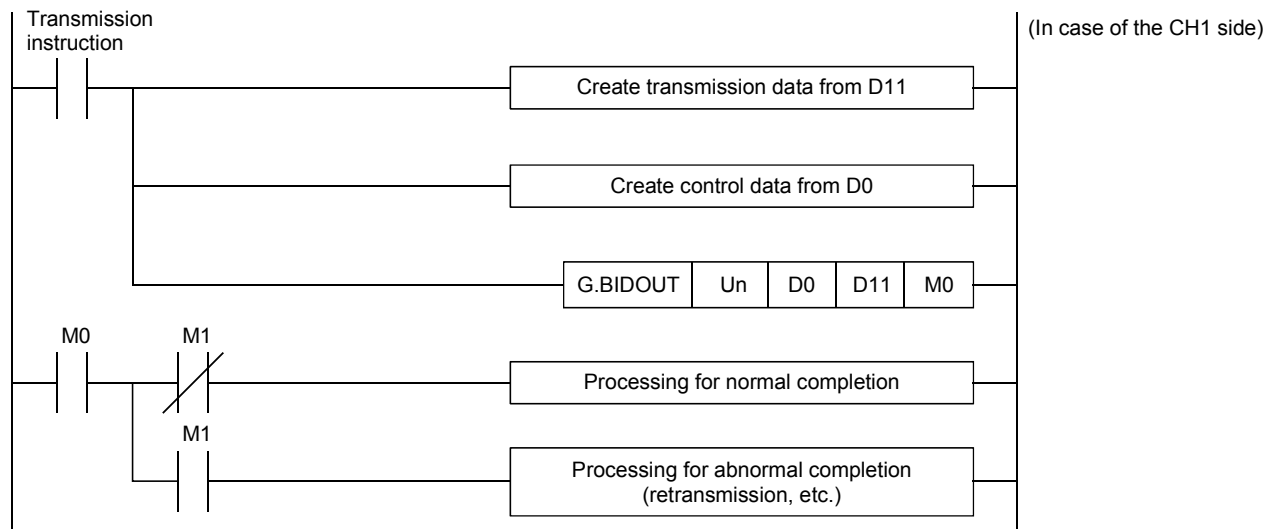 Transmission
instruction
(In case of the CH1 side)
Create transmission data from D11
Create control data from D0
G.BIDOUT Un D0 D11 M0
M0 M1
Processing for normal completion
M1
Processing for abnormal completion
(retransmission, etc.)